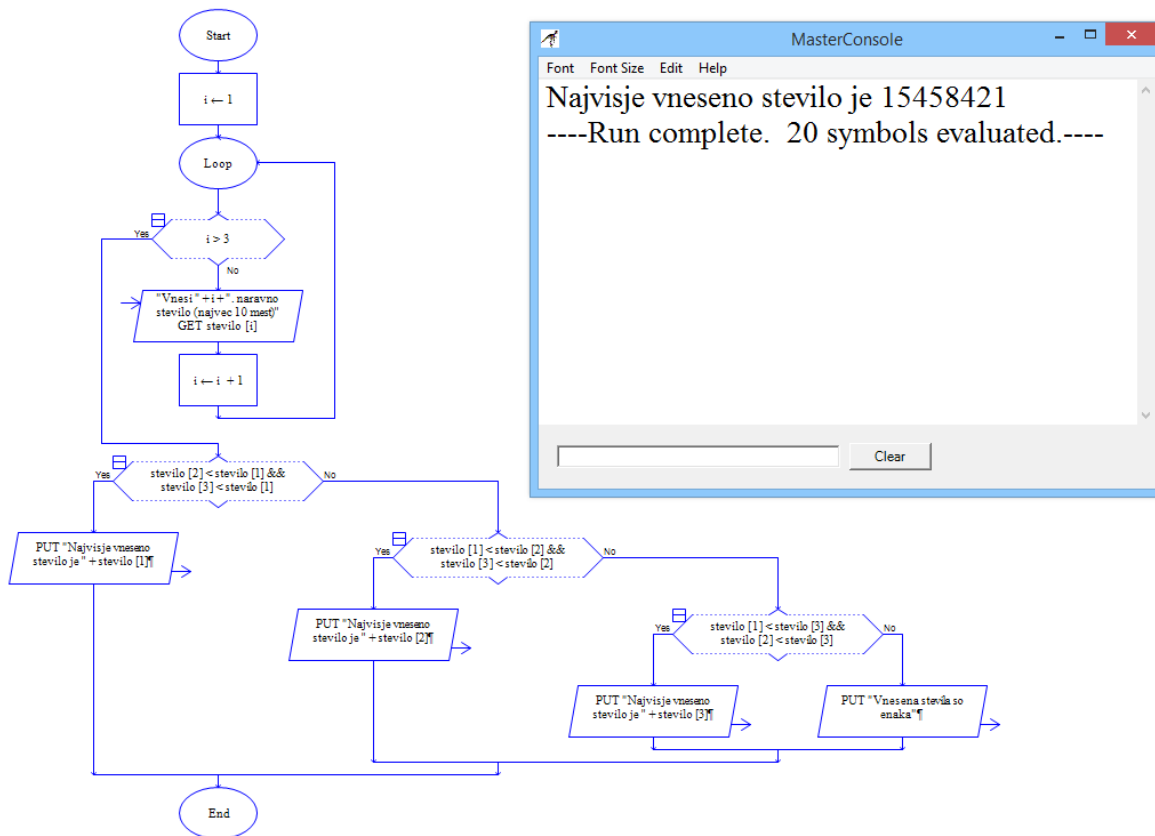 Start
i ← 1
Loop
i > 3
Yes
No
"Vnesi " +i+". naravno
stevilo (najvec 10 mest)"
GET stevilo [i]
i ← i + 1
stevilo [2] < stevilo [1] &&
stevilo [3] < stevilo [1]
Yes
No
PUT "Najvisje vneseno
stevilo je " + stevilo [1]¶
stevilo [1] < stevilo [2] &&
stevilo [3] < stevilo [2]
Yes
No
PUT "Najvisje vneseno
stevilo je " + stevilo [2]¶
stevilo [1] < stevilo [3] &&
stevilo [2] < stevilo [3]
Yes
No
PUT "Najvisje vneseno
stevilo je " + stevilo [3]¶
PUT "Vnesena stevila so
enaka"¶
End
MasterConsole
Font Font Size Edit Help
Najvisje vneseno stevilo je 15458421
----Run complete. 20 symbols evaluated.----
Clear